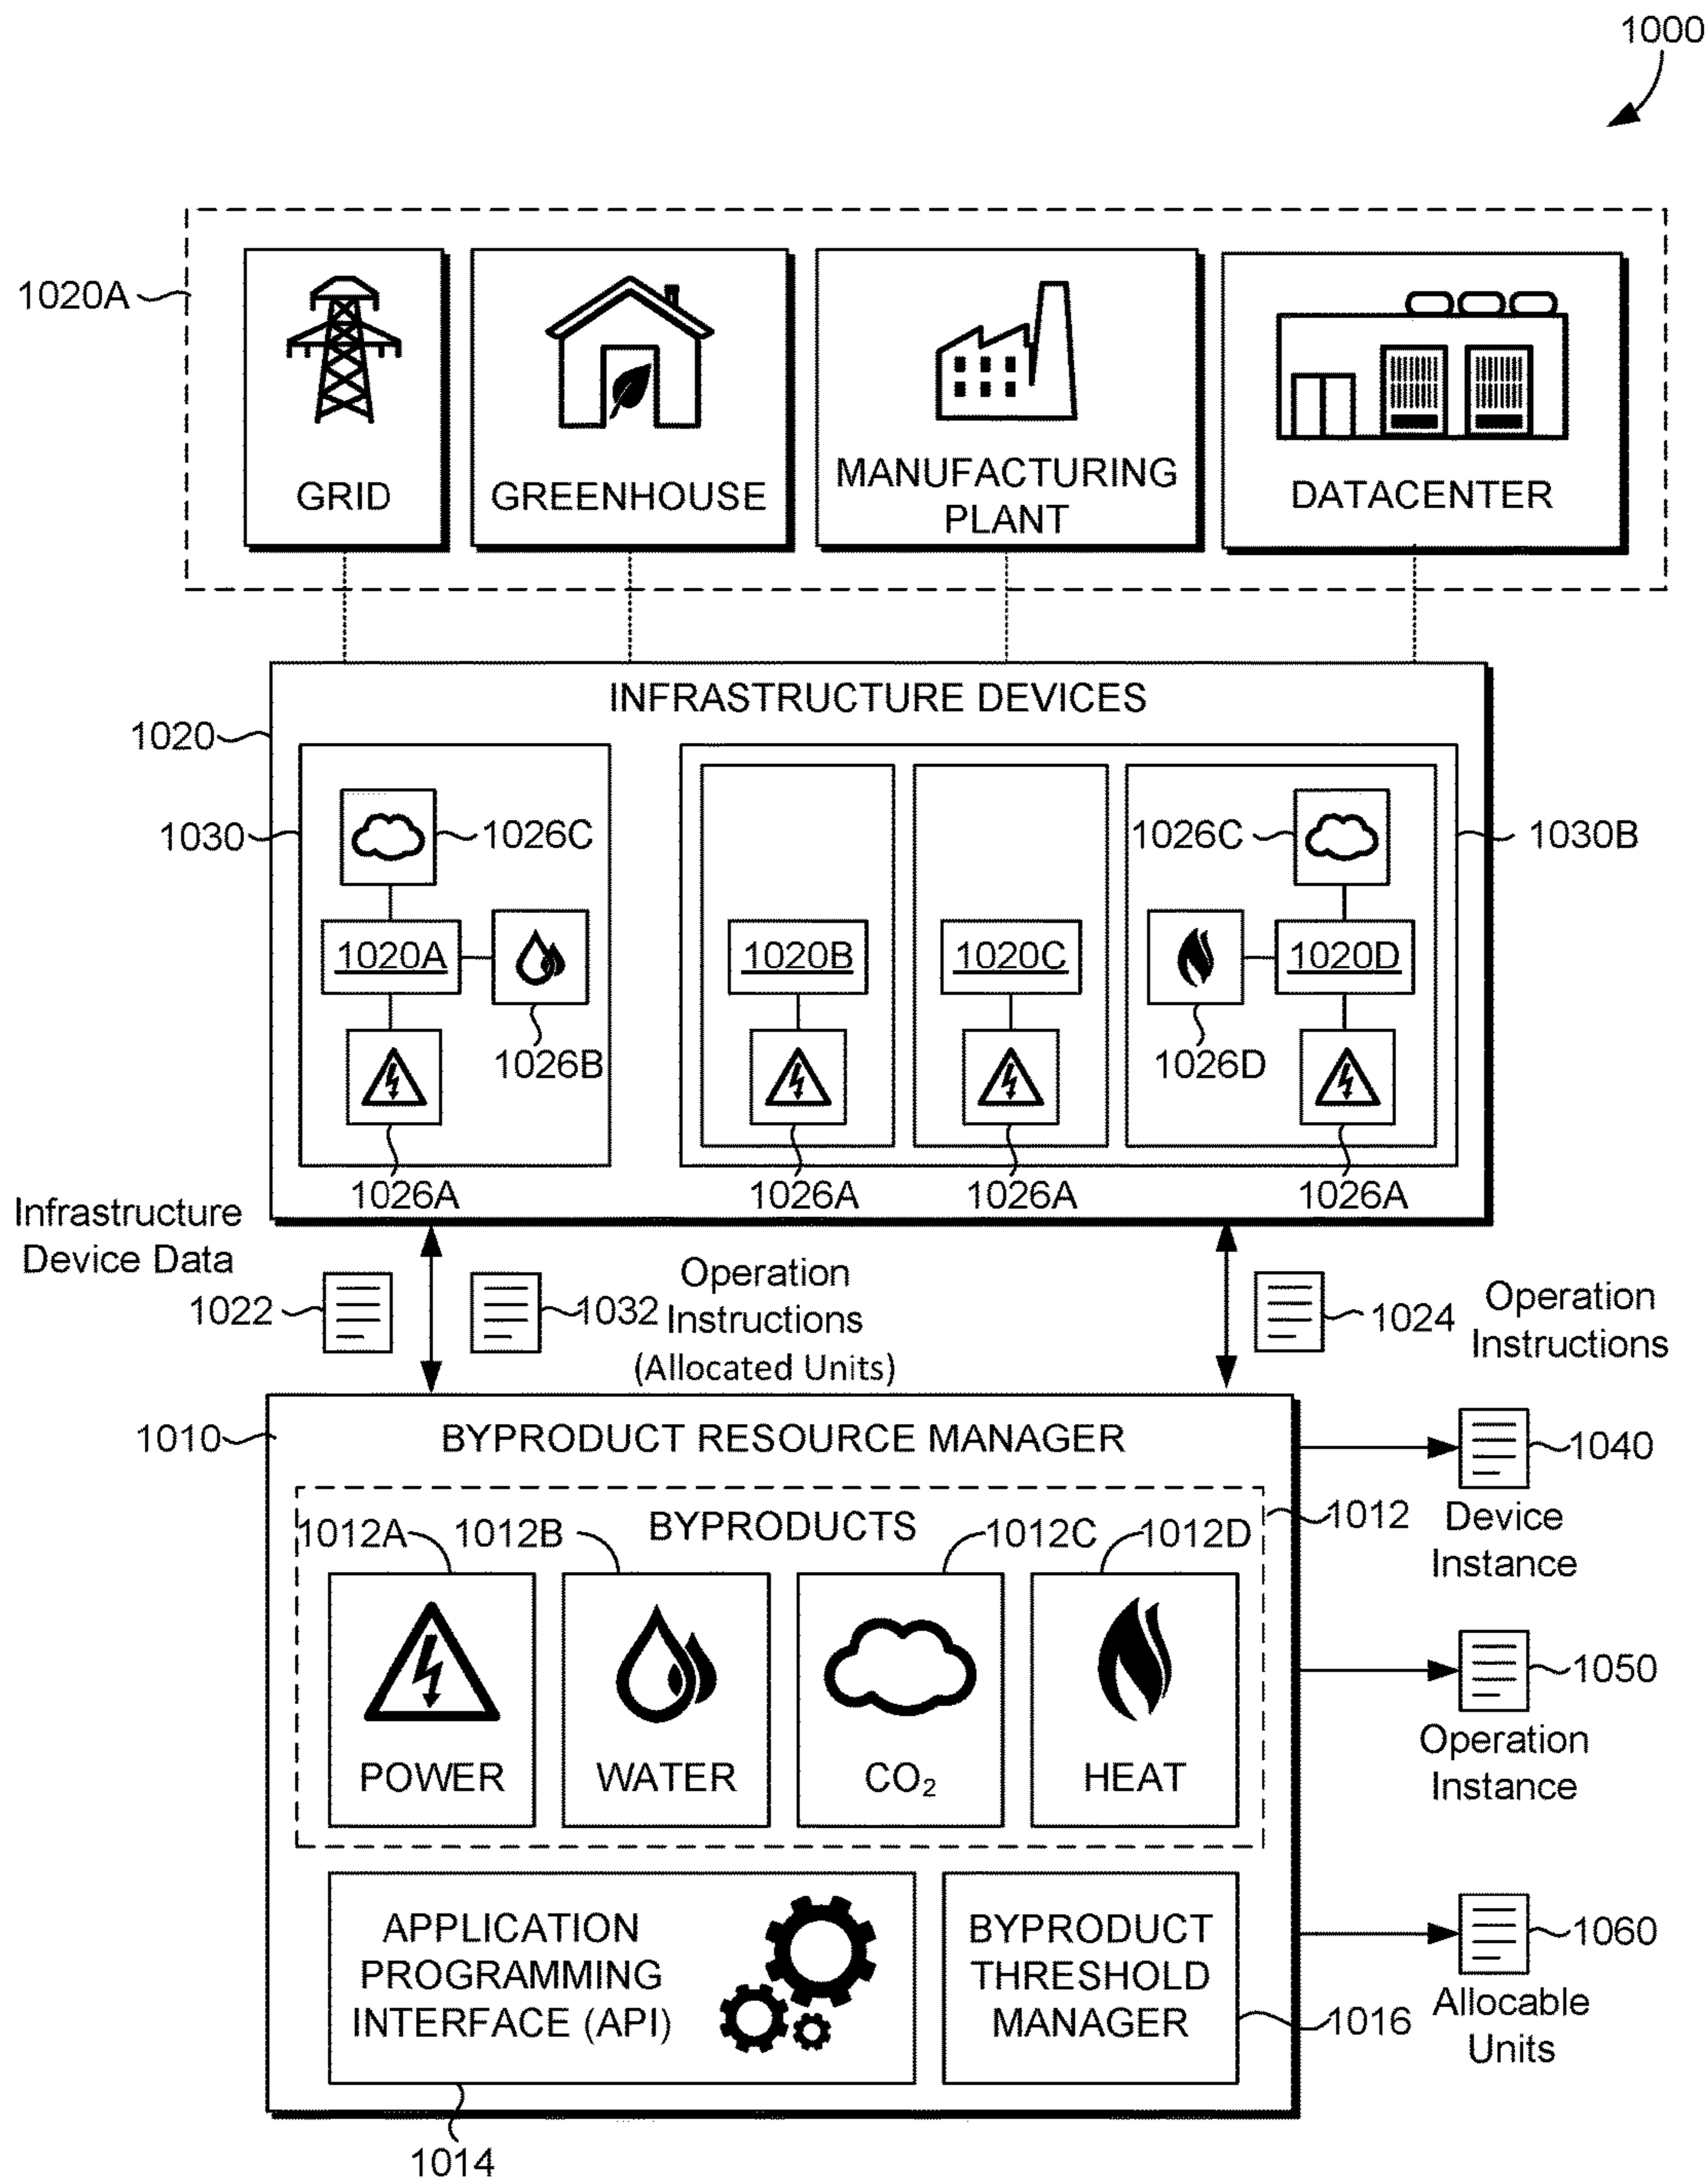 1000
1020A
GRID
GREENHOUSE
MANUFACTURING
PLANT
DATACENTER
INFRASTRUCTURE DEVICES
1020
1030
1026C
1026C
1030B
1020A
1020B
1020C
1020D
1026B
1026D
1026A
1026A
1026A
1026A
Infrastructure
Device Data
1022
1032
Operation
Instructions
(Allocated Units)
1024
Operation
Instructions
1010
BYPRODUCT RESOURCE MANAGER
1040
Device
Instance
1012
BYPRODUCTS
1012A
1012B
1012C
1012D
POWER
WATER
CO₂
HEAT
1050
Operation
Instance
APPLICATION
PROGRAMMING
INTERFACE (API)
BYPRODUCT
THRESHOLD
MANAGER
1016
1060
Allocable
Units
1014